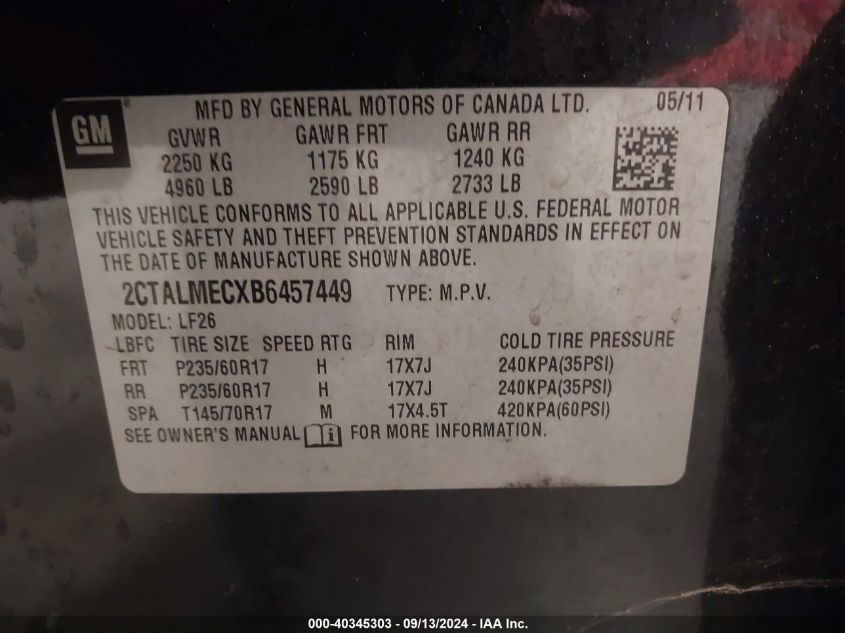 GM
MFD BY GENERAL MOTORS OF CANADA LTD. 05/11
GVWR GAWR FRT GAWR RR
2250 KG 1175 KG 1240 KG
4960 LB 2590 LB 2733 LB
THIS VEHICLE CONFORMS TO ALL APPLICABLE U.S. FEDERAL MOTOR
VEHICLE SAFETY AND THEFT PREVENTION STANDARDS IN EFFECT ON
THE DATE OF MANUFACTURE SHOWN ABOVE.
2CTALMECXB6457449 TYPE: M.P.V.
MODEL: LF26
LBFC TIRE SIZE SPEED RTG RIM COLD TIRE PRESSURE
FRT P235/60R17 H 17X7J 240KPA(35PSI)
RR P235/60R17 H 17X7J 240KPA(35PSI)
SPA T145/70R17 M 17X4.5T 420KPA(60PSI)
SEE OWNER'S MANUAL i FOR MORE INFORMATION.
000-40345303 - 09/13/2024 - IAA Inc.